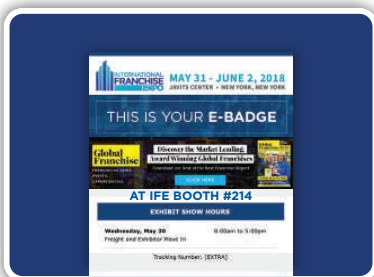 INTERNATIONAL
FRANCHISE
EXPO
MAY 31 - JUNE 2, 2018
JAVITS CENTER - NEW YORK, NEW YORK
THIS IS YOUR E-BADGE
Global
Franchise
Discover the Market Leading,
Award Winning Global Franchises
CLICK HERE
AT IFE BOOTH #214
EXHIBIT SHOW HOURS
Wednesday, May 30
8:00am to 5:00pm
Freight and Exhibitor Move In
Tracking Number: [EXTRA]